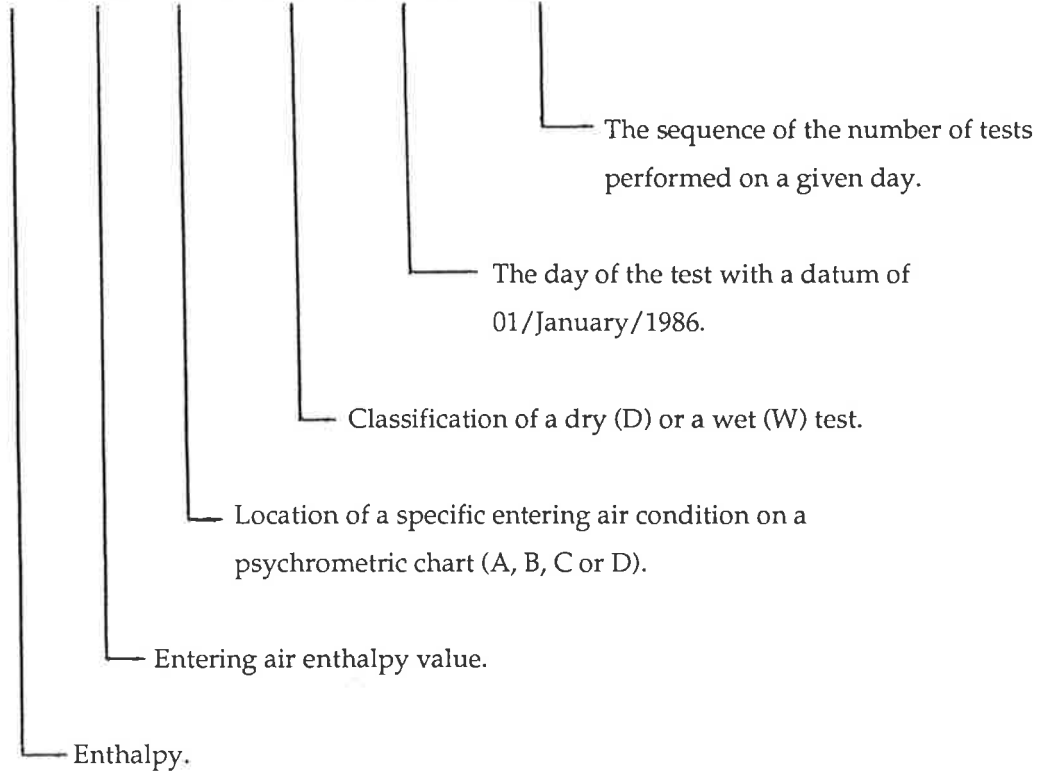 The sequence of the number of tests
performed on a given day.
The day of the test with a datum of
01/January/1986.
Classification of a dry (D) or a wet (W) test.
Location of a specific entering air condition on a
psychrometric chart (A, B, C or D).
Entering air enthalpy value.
Enthalpy.